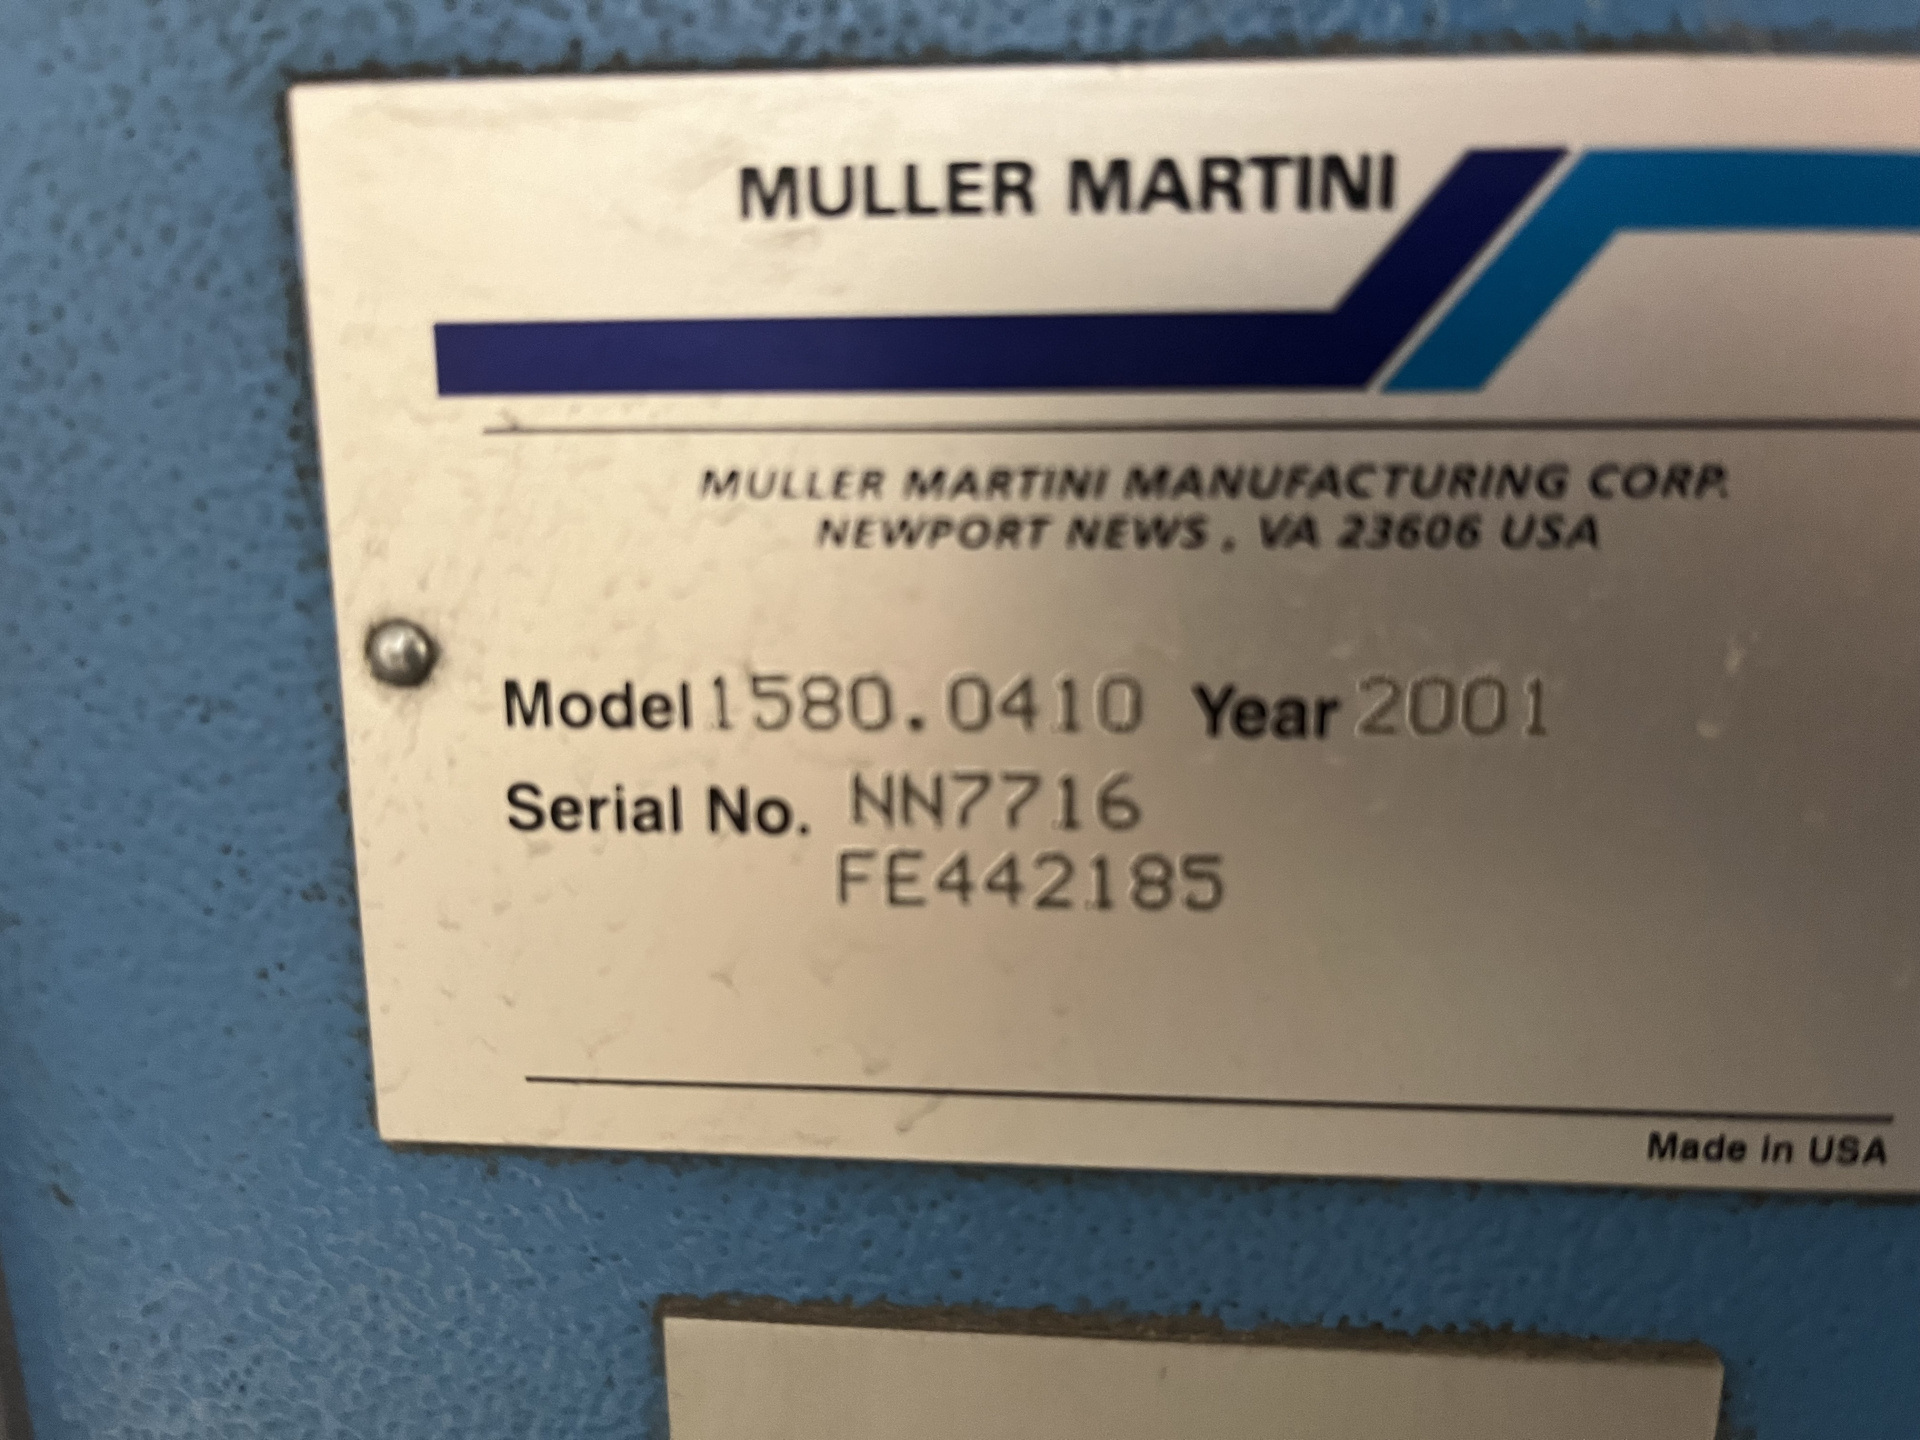 MULLER MARTINI
MULLER MARTINI MANUFACTURING CORP.
NEWPORT NEWS , VA 23606 USA
Model 1580.0410 Year 2001
Serial No. NN7716
FE442185
Made in USA